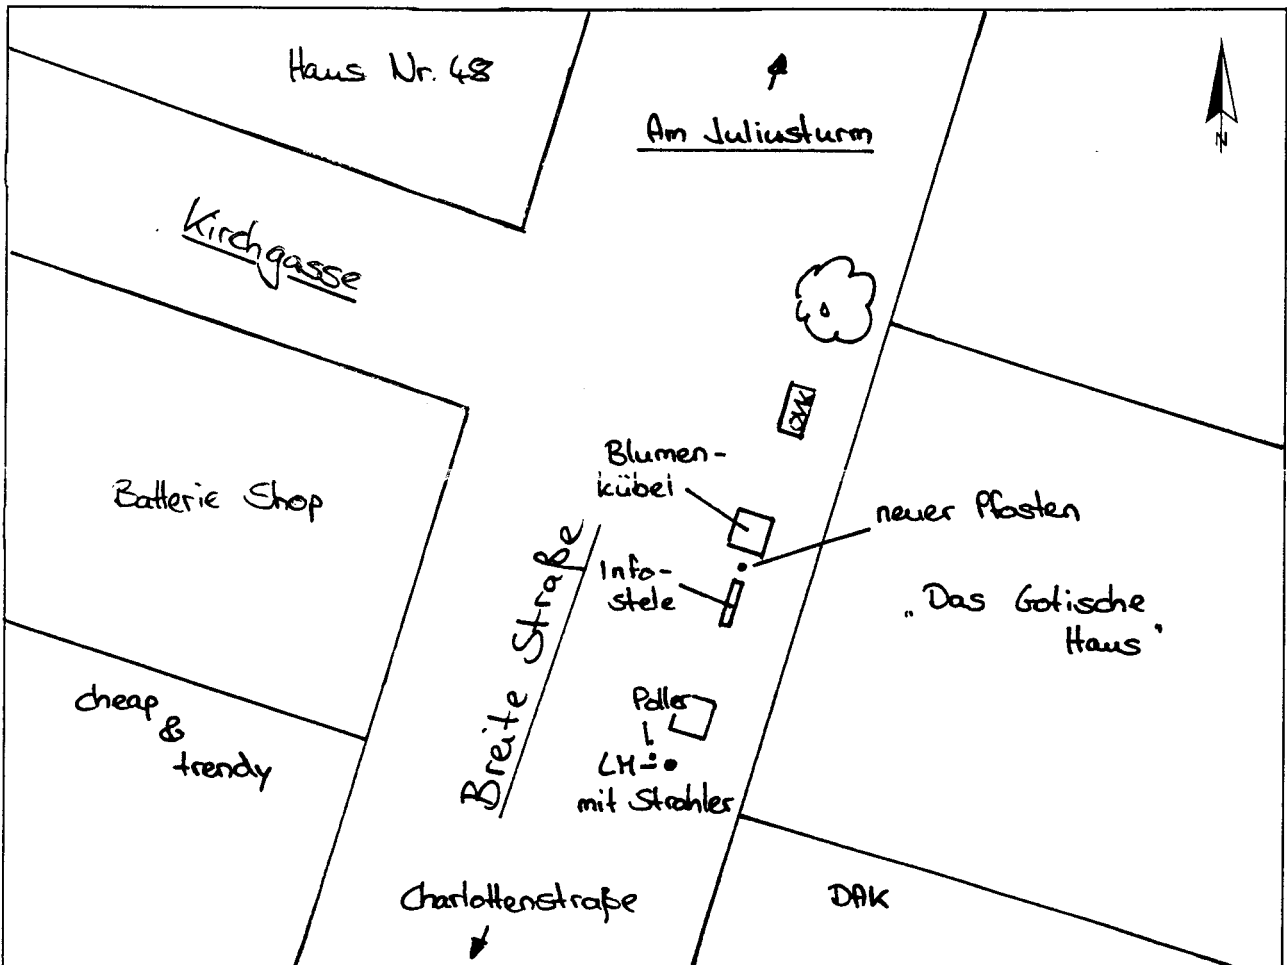 Haus Nr. 48
Am Juliusturm
N
Kirchgasse
Blumen-
kübel
Batterie Shop
neuer Pfosten
Info-
stele
„Das Gotische
Haus"
Breite Straße
cheap
&
trendy
Poller
LM
mit Strahler
Charlottenstraße
DAK